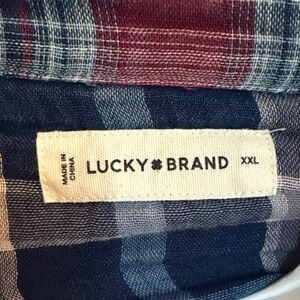 MADE IN
CHINA
LUCKY BRAND
XXL